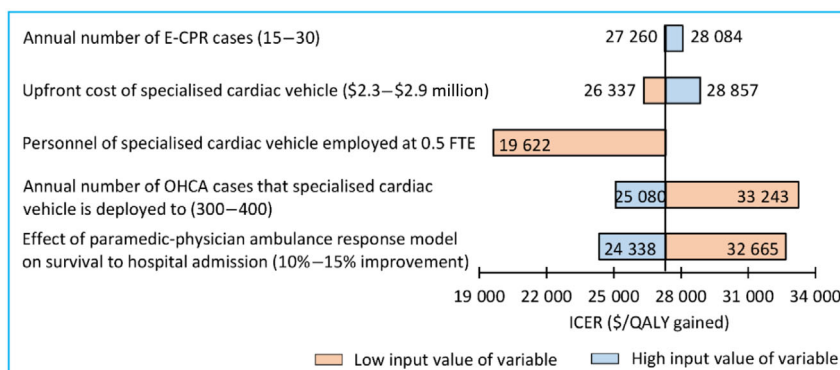 Annual number of E-CPR cases (15–30)
27 260
28 084
Upfront cost of specialised cardiac vehicle ($2.3–$2.9 million)
26 337
28 857
Personnel of specialised cardiac vehicle employed at 0.5 FTE
19 622
Annual number of OHCA cases that specialised cardiac
vehicle is deployed to (300–400)
25 080
33 243
Effect of paramedic-physician ambulance response model
on survival to hospital admission (10%–15% improvement)
24 338
32 665
19 000 22 000 25 000 28 000 31 000 34 000
ICER ($/QALY gained)
Low input value of variable
High input value of variable